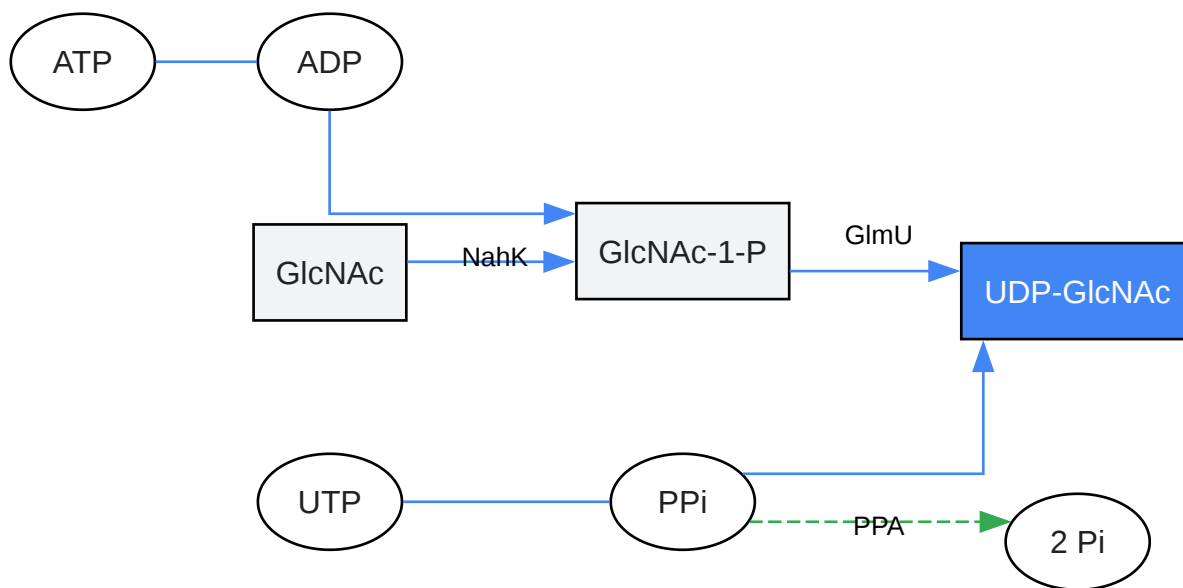 ATP
ADP
GlcNAc
NahK
GlcNAc-1-P
GlmU
UDP-GlcNAc
UTP
PPi
PPA
2 Pi